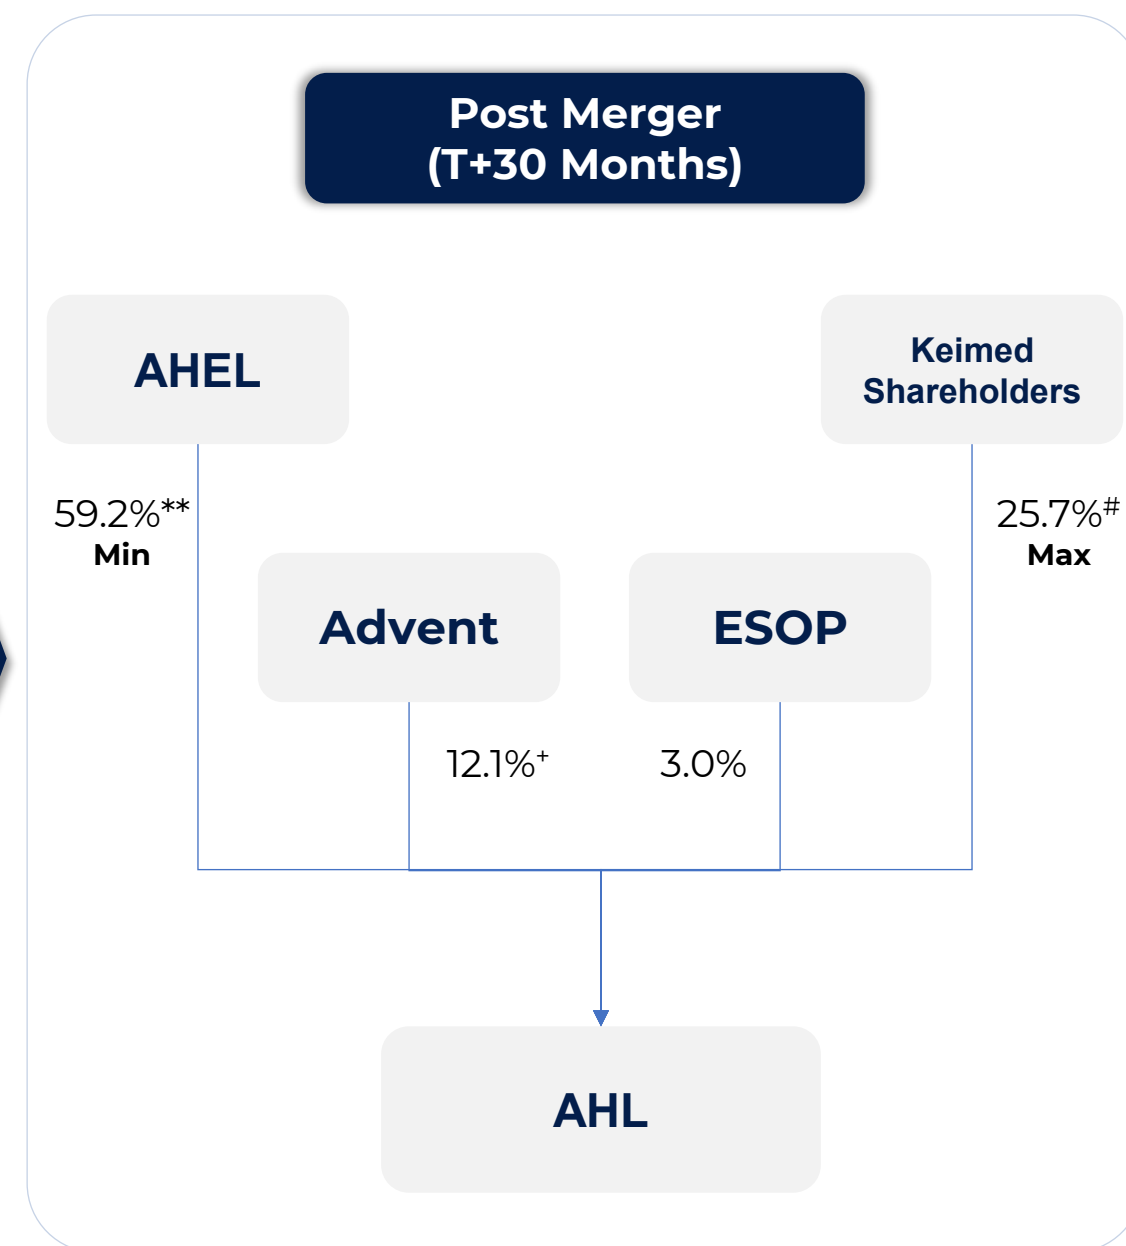 Post Merger
(T+30 Months)
AHEL
Keimed
Shareholders
59.2%**
Min
25.7%#
Max
Advent
ESOP
12.1%+
3.0%
AHL